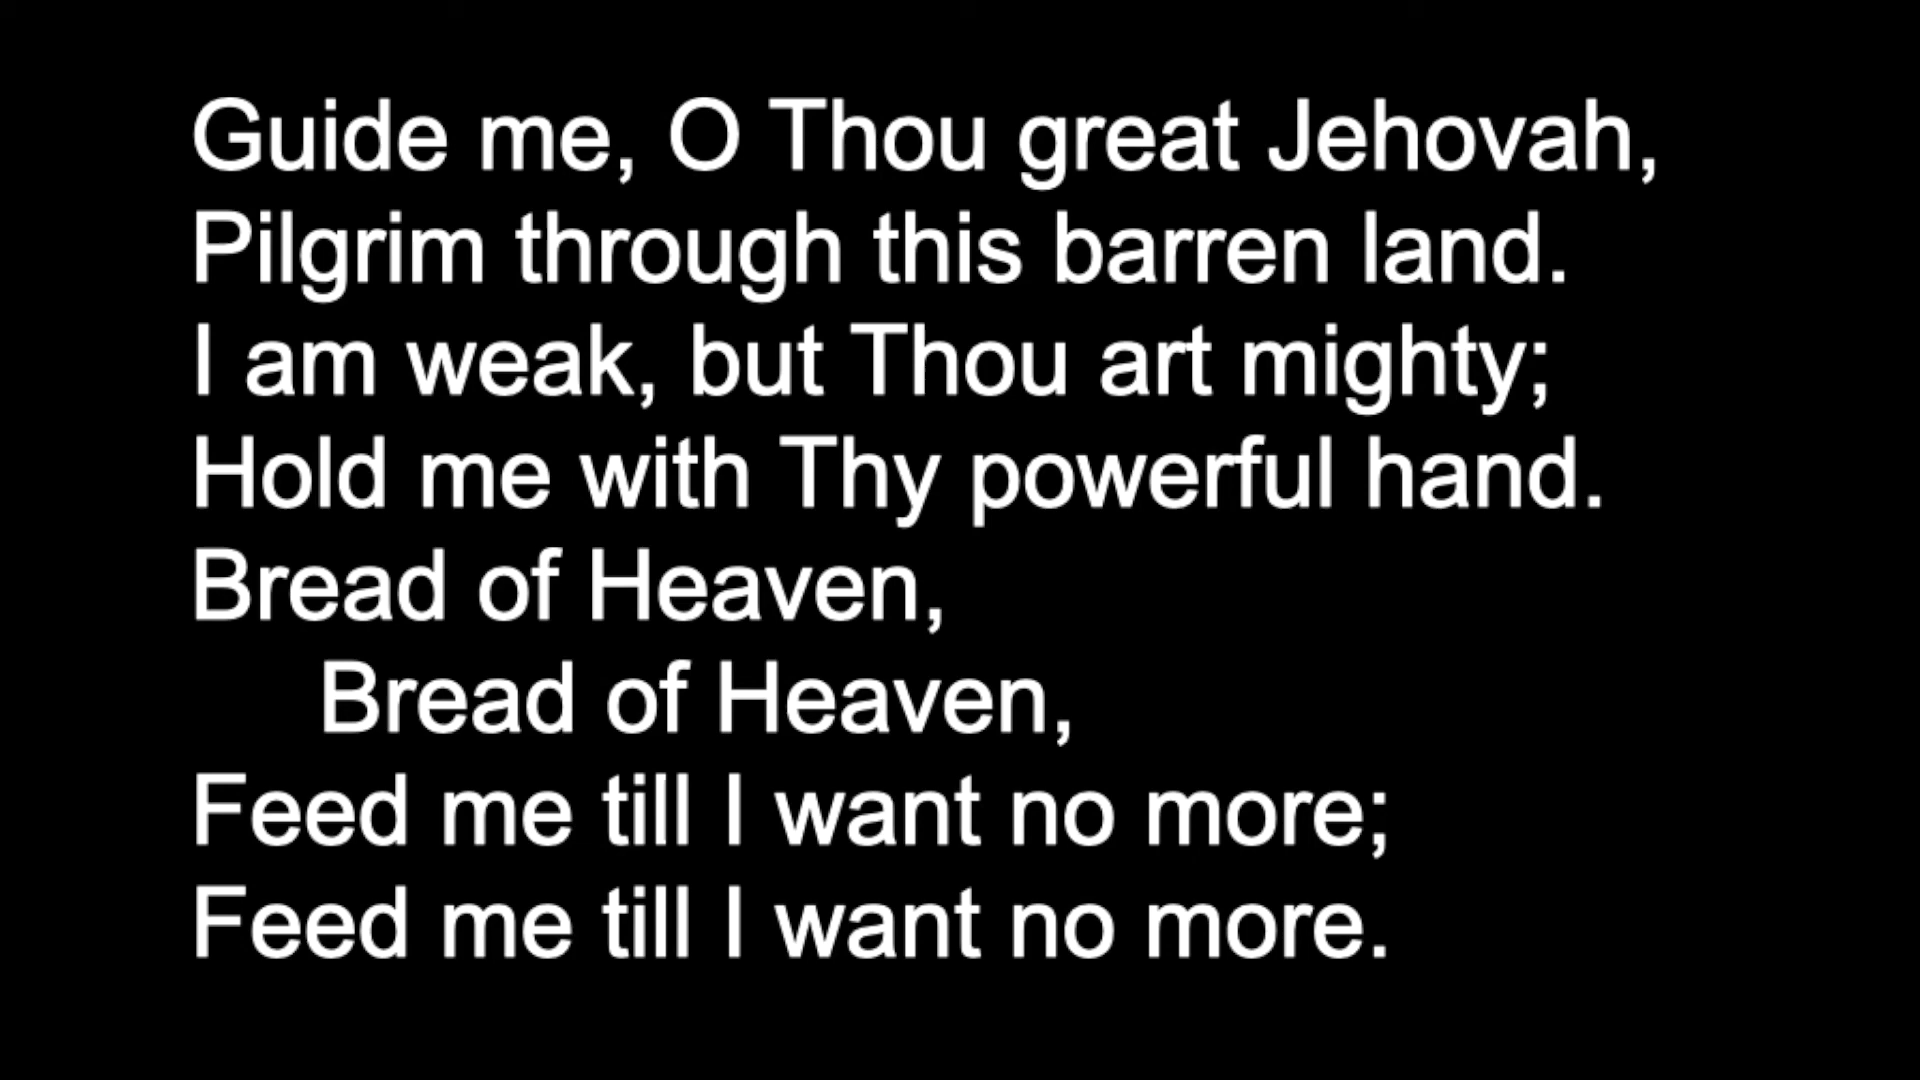 Guide me, O Thou great Jehovah,
Pilgrim through this barren land.
I am weak, but Thou art mighty;
Hold me with Thy powerful hand.
Bread of Heaven,
Bread of Heaven,
Feed me till I want no more;
Feed me till I want no more.